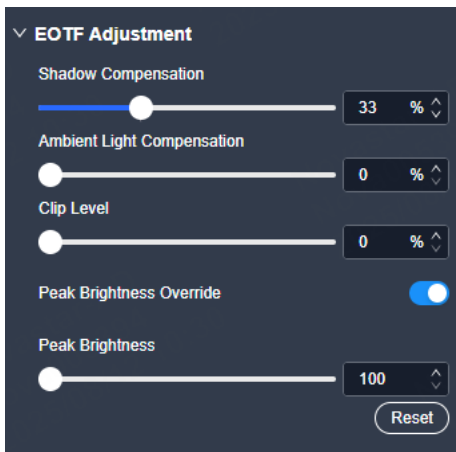 EOTF Adjustment
Shadow Compensation
33 %
Ambient Light Compensation
0 %
Clip Level
0 %
Peak Brightness Override
Peak Brightness
100
Reset